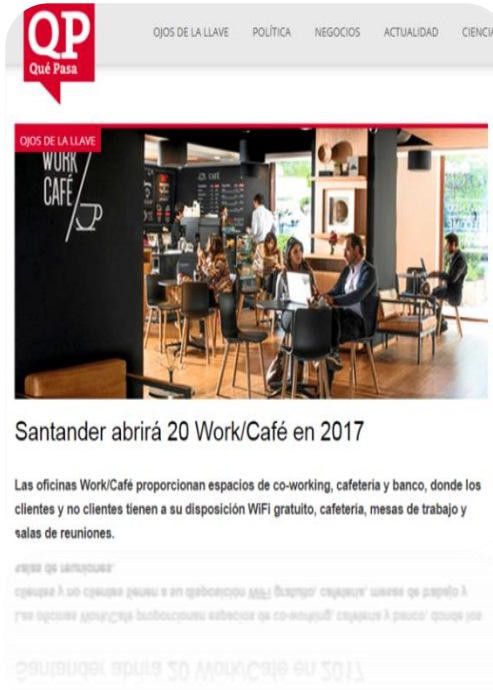 QP
Qué Pasa
OJOS DE LA LLAVE POLÍTICA NEGOCIOS ACTUALIDAD CIENCIA
OJOS DE LA LLAVE
WORK
CAFÉ
Santander abrirá 20 Work/Café en 2017
Las oficinas Work/Café proporcionan espacios de co-working, cafetería y banco, donde los
clientes y no clientes tienen a su disposición WiFi gratuito, cafetería, mesas de trabajo y
salas de reuniones.